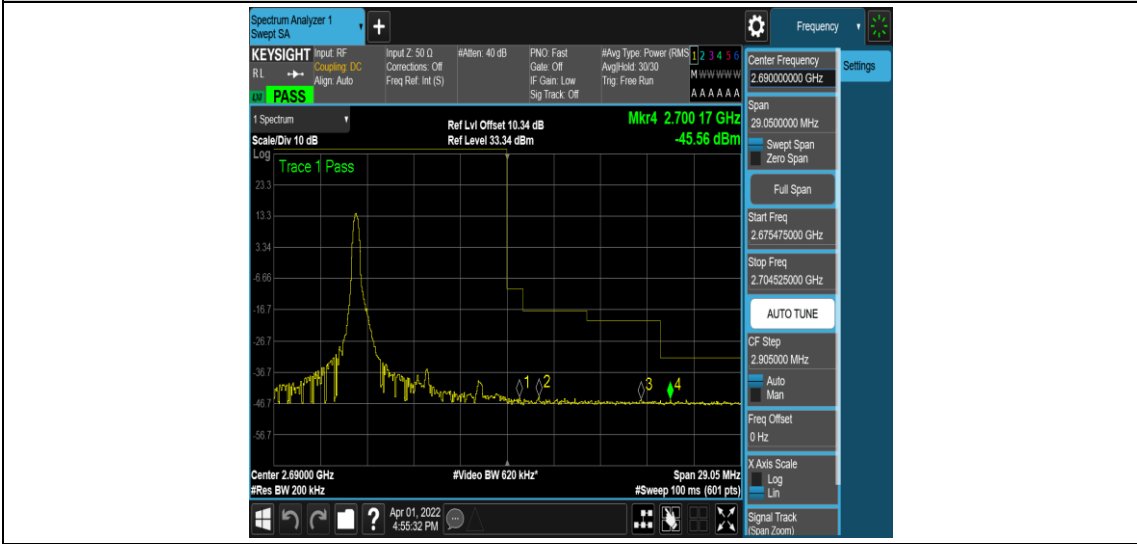 Spectrum Analyzer 1
Swept SA
+
Frequency
KEYSIGHT
Input: RF
Coupling: DC
Align: Auto
RL
PASS
Input Z: 50 Ω
Corrections: Off
Freq Ref: Int (S)
#Atten: 40 dB
PNO: Fast
Gate: Off
IF Gain: Low
Sig Track: Off
#Avg Type: Power (RMS
Avg|Hold: 30/30
Trig: Free Run
1 2 3 4 5 6
M W W W W W
A A A A A A
1 Spectrum
Scale/Div 10 dB
Ref Lvl Offset 10.34 dB
Ref Level 33.34 dBm
Mkr4 2.700 17 GHz
-45.56 dBm
Log
Trace 1 Pass
23.3
13.3
3.34
-6.66
-16.7
-26.7
-36.7
-46.7
-56.7
1
2
3
4
Center 2.69000 GHz
#Res BW 200 kHz
#Video BW 620 kHz*
Span 29.05 MHz
#Sweep 100 ms (601 pts)
Center Frequency
2.690000000 GHz
Settings
Span
29.0500000 MHz
Swept Span
Zero Span
Full Span
Start Freq
2.675475000 GHz
Stop Freq
2.704525000 GHz
AUTO TUNE
CF Step
2.905000 MHz
Auto
Man
Freq Offset
0 Hz
X Axis Scale
Log
Lin
Signal Track
(Span Zoom)
?
Apr 01, 2022
4:55:32 PM